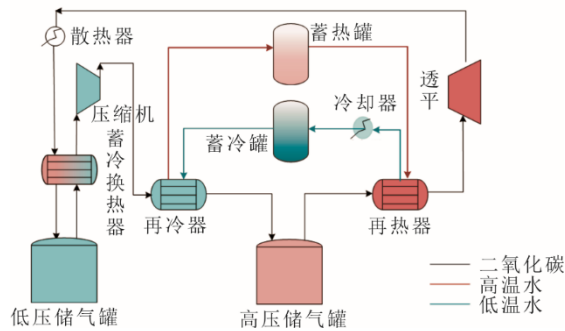 散热器
压缩机
蓄冷换热器
低压储气罐
再冷器
蓄热罐
蓄冷罐
冷却器
高压储气罐
再热器
透平
二氧化碳
高温水
低温水